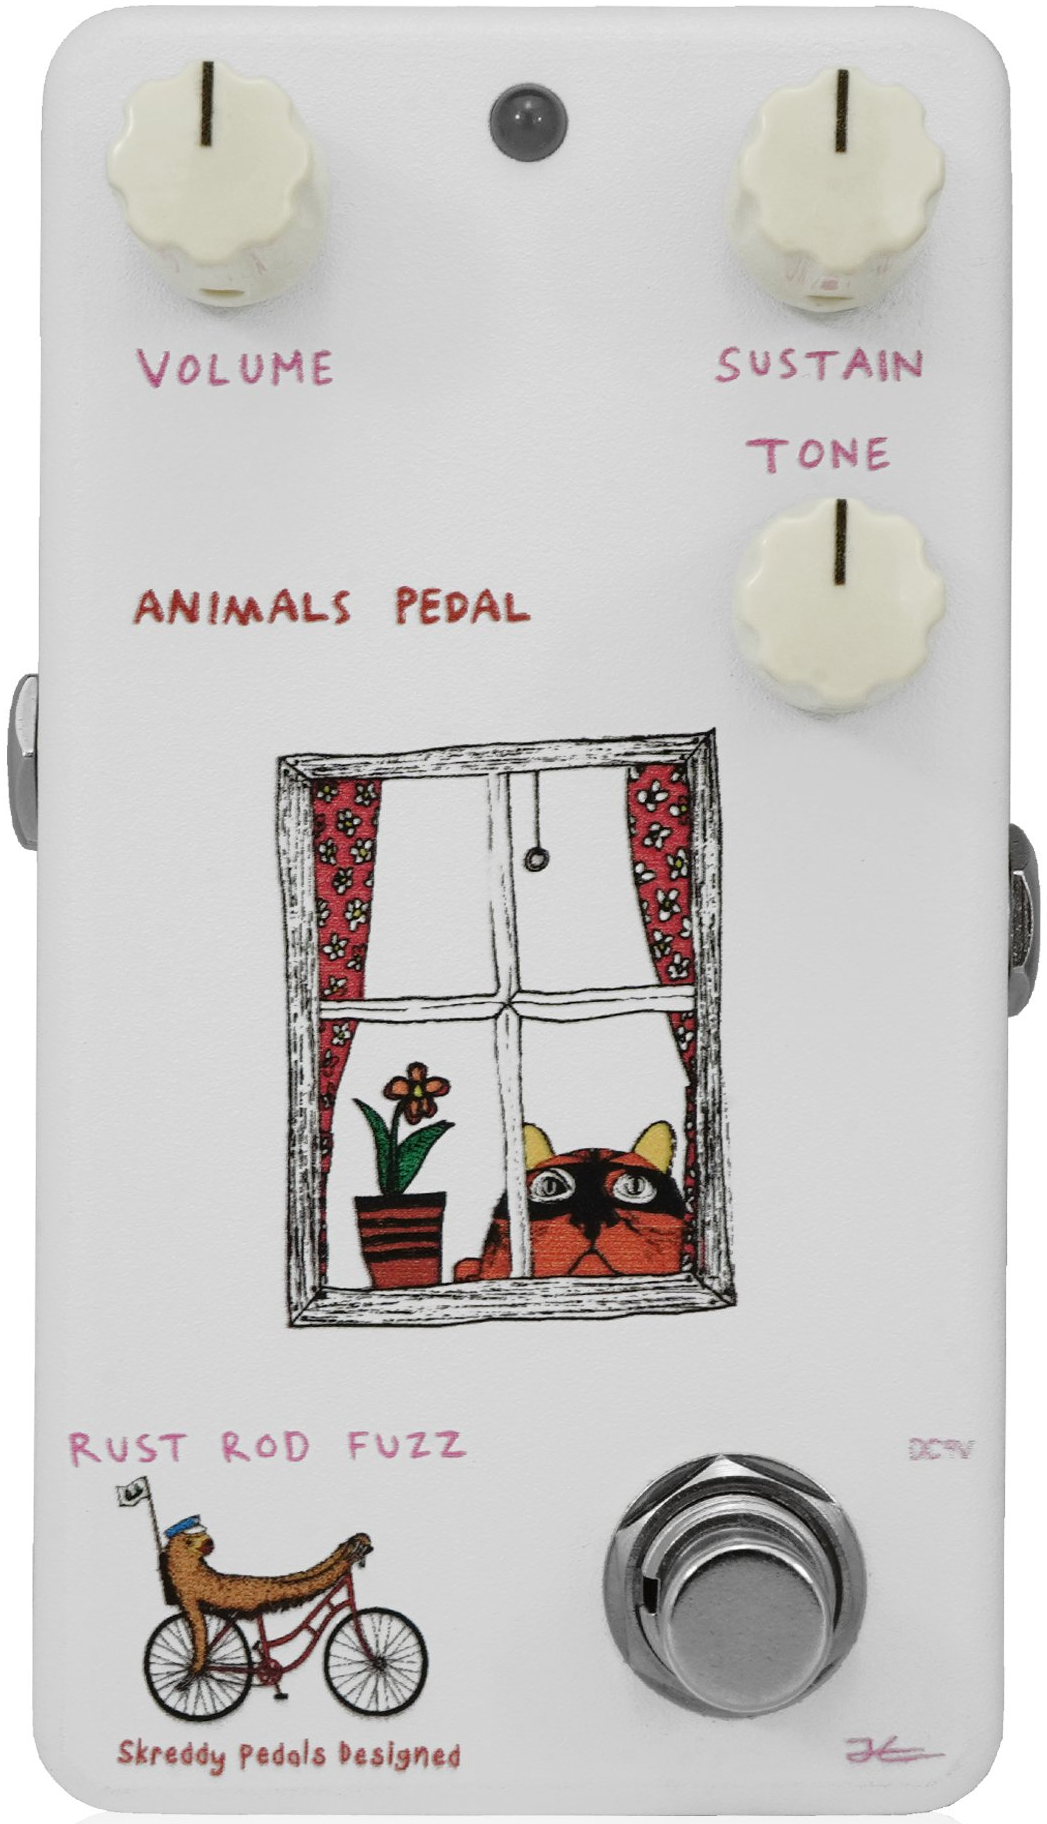 VOLUME
SUSTAIN
TONE
ANIMALS PEDAL
RUST ROD FUZZ
DC9V
Skreddy Pedals Designed